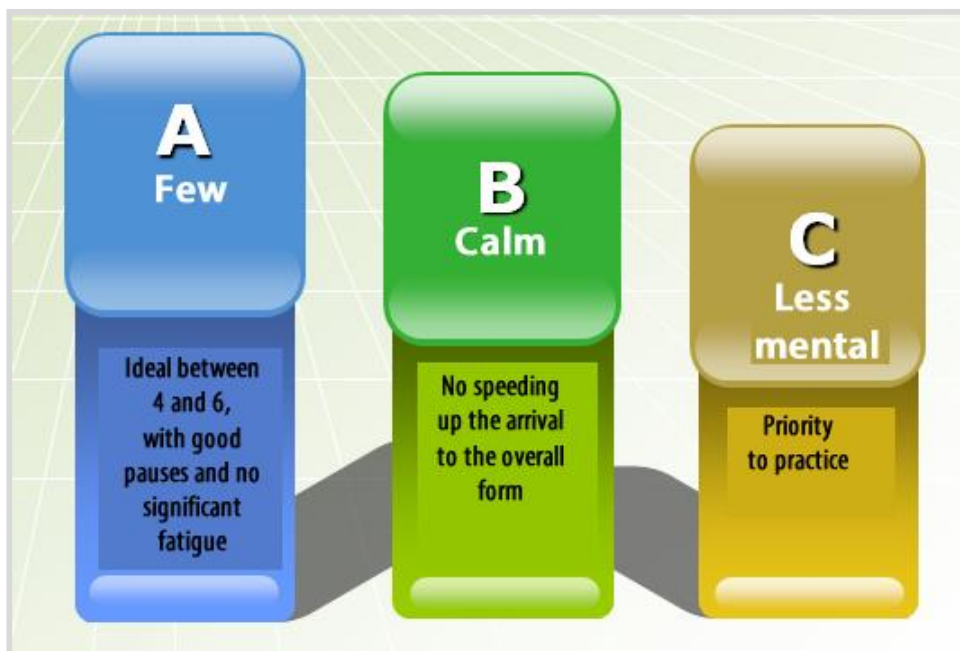 A
Few
Ideal between
4 and 6,
with good
pauses and no
significant
fatigue
B
Calm
No speeding
up the arrival
to the overall
form
C
Less
mental
Priority
to practice